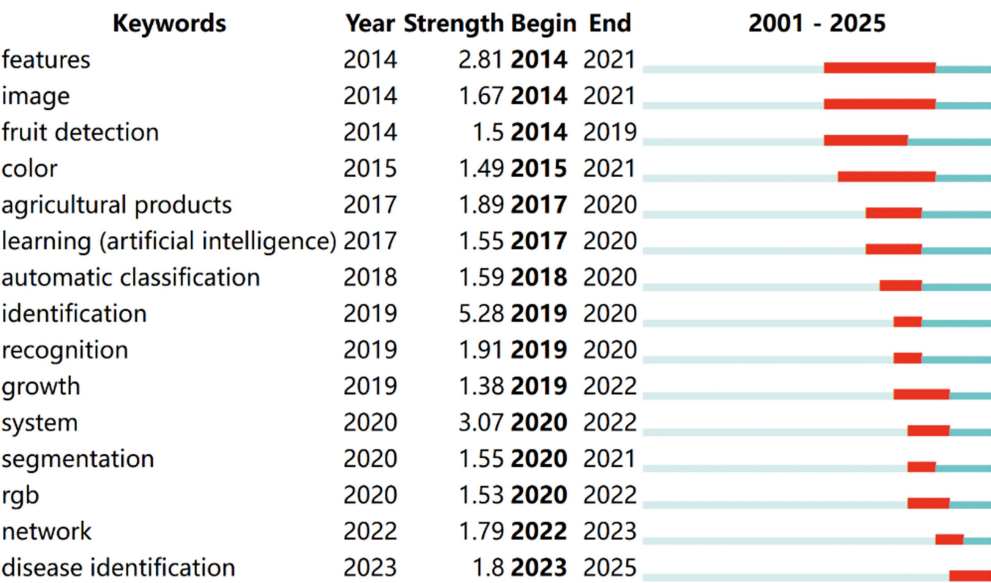 Keywords Year Strength Begin End 2001 - 2025
features 2014 2.81 2014 2021
image 2014 1.67 2014 2021
fruit detection 2014 1.5 2014 2019
color 2015 1.49 2015 2021
agricultural products 2017 1.89 2017 2020
learning (artificial intelligence) 2017 1.55 2017 2020
automatic classification 2018 1.59 2018 2020
identification 2019 5.28 2019 2020
recognition 2019 1.91 2019 2020
growth 2019 1.38 2019 2022
system 2020 3.07 2020 2022
segmentation 2020 1.55 2020 2021
rgb 2020 1.53 2020 2022
network 2022 1.79 2022 2023
disease identification 2023 1.8 2023 2025